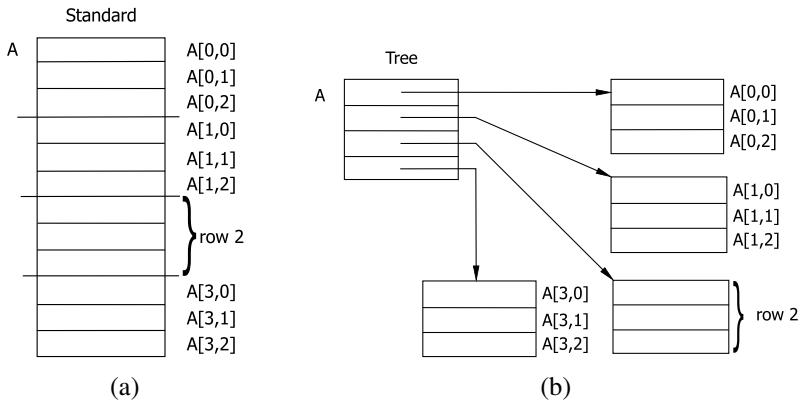 Standard
A
A[0,0]
A[0,1]
A[0,2]
A[1,0]
A[1,1]
A[1,2]
row 2
A[3,0]
A[3,1]
A[3,2]
(a)
Tree
A
A[0,0]
A[0,1]
A[0,2]
A[1,0]
A[1,1]
A[1,2]
A[3,0]
A[3,1]
A[3,2]
row 2
(b)